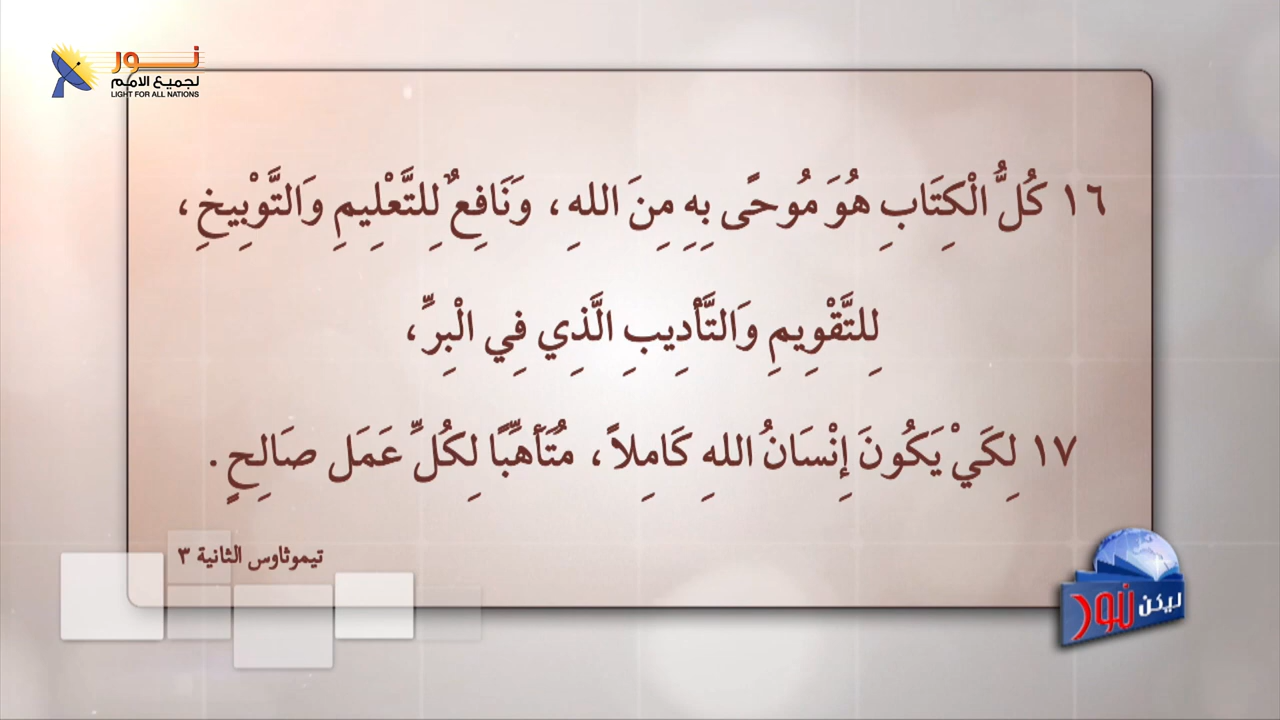 نور
لجميع الامم
LIGHT FOR ALL NATIONS
١٦ كُلُّ الْكِتَابِ هُوَ مُوحًى بِهِ مِنَ اللهِ، وَنَافِعٌ لِلتَّعْلِيمِ وَالتَّوْبِيخِ،
لِلتَّقْوِيمِ وَالتَّأْدِيبِ الَّذِي فِي الْبِرِّ،
١٧ لِكَيْ يَكُونَ إِنْسَانُ اللهِ كَامِلاً، مُتَأَهِّبًا لِكُلِّ عَمَل صَالِحٍ.
تيموثاوس الثانية ٣
ليكن نور